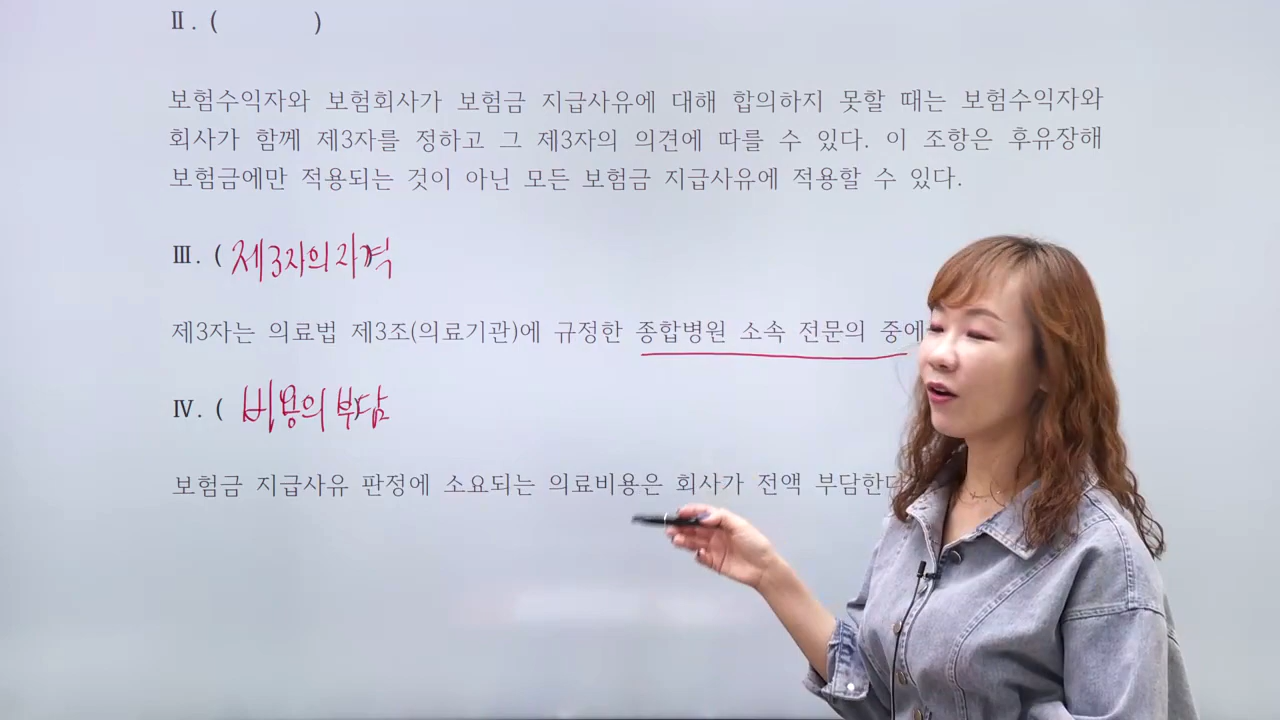 Ⅱ. (          )
보험수익자와 보험회사가 보험금 지급사유에 대해 합의하지 못할 때는 보험수익자와
회사가 함께 제3자를 정하고 그 제3자의 의견에 따를 수 있다. 이 조항은 후유장해
보험금에만 적용되는 것이 아닌 모든 보험금 지급사유에 적용할 수 있다.
Ⅲ. ( 제3자의 자격
제3자는 의료법 제3조(의료기관)에 규정한 종합병원 소속 전문의 중에
Ⅳ. ( 비용의 부담
보험금 지급사유 판정에 소요되는 의료비용은 회사가 전액 부담한다